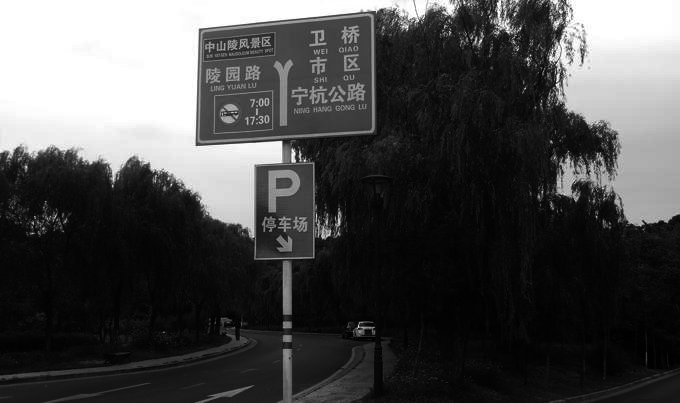 中山陵风景区
陵园路
LING YUAN LU
7:00
17:30
卫桥
WEI QIAO
市区
SHI QU
宁杭公路
NING HANG GONG LU
P
停车场